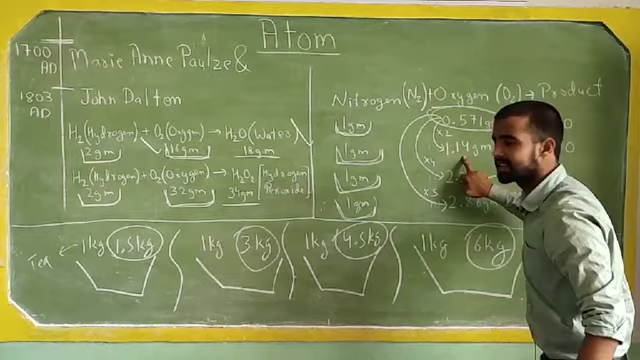 Atom
1700 AD Marie Anne Paulze &
1803 AD John Dalton
H₂(Hydrogen) + O₂(Oxygen) → H₂O(Water)
2gm 16gm 18gm
H₂(Hydrogen) + O₂(Oxizen) → H₂O₂ [Hydrogen Peroxide]
2gm 32gm 34gm
Nitrogen (N₂) + Oxygen (O₂) → Product
1gm 0.571g
x2
1gm 1.14gm
x4
1gm
x5
1gm
Tea 1kg 1.5kg 1kg 3kg 1kg 4.5kg 1kg 6kg